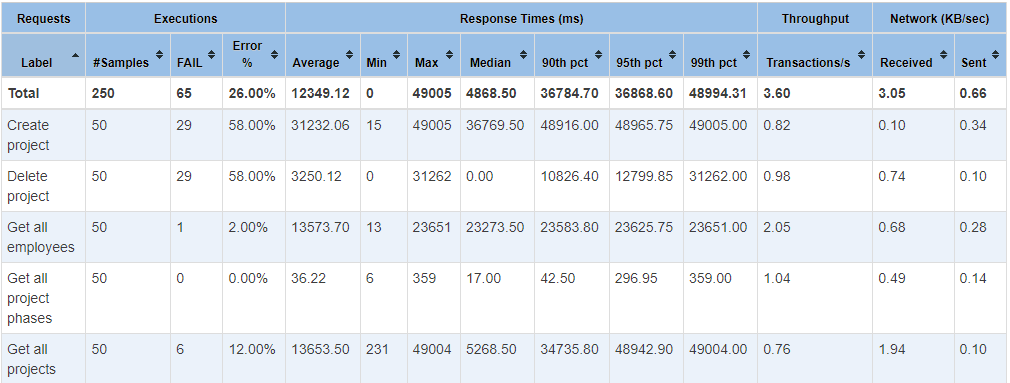 Requests Executions Response Times (ms) Throughput Network (KB/sec)
Label #Samples FAIL Error % Average Min Max Median 90th pct 95th pct 99th pct Transactions/s Received Sent
Total 250 65 26.00% 12349.12 0 49005 4868.50 36784.70 36868.60 48994.31 3.60 3.05 0.66
Create project 50 29 58.00% 31232.06 15 49005 36769.50 48916.00 48965.75 49005.00 0.82 0.10 0.34
Delete project 50 29 58.00% 3250.12 0 31262 0.00 10826.40 12799.85 31262.00 0.98 0.74 0.10
Get all employees 50 1 2.00% 13573.70 13 23651 23273.50 23583.80 23625.75 23651.00 2.05 0.68 0.28
Get all project phases 50 0 0.00% 36.22 6 359 17.00 42.50 296.95 359.00 1.04 0.49 0.14
Get all projects 50 6 12.00% 13653.50 231 49004 5268.50 34735.80 48942.90 49004.00 0.76 1.94 0.10